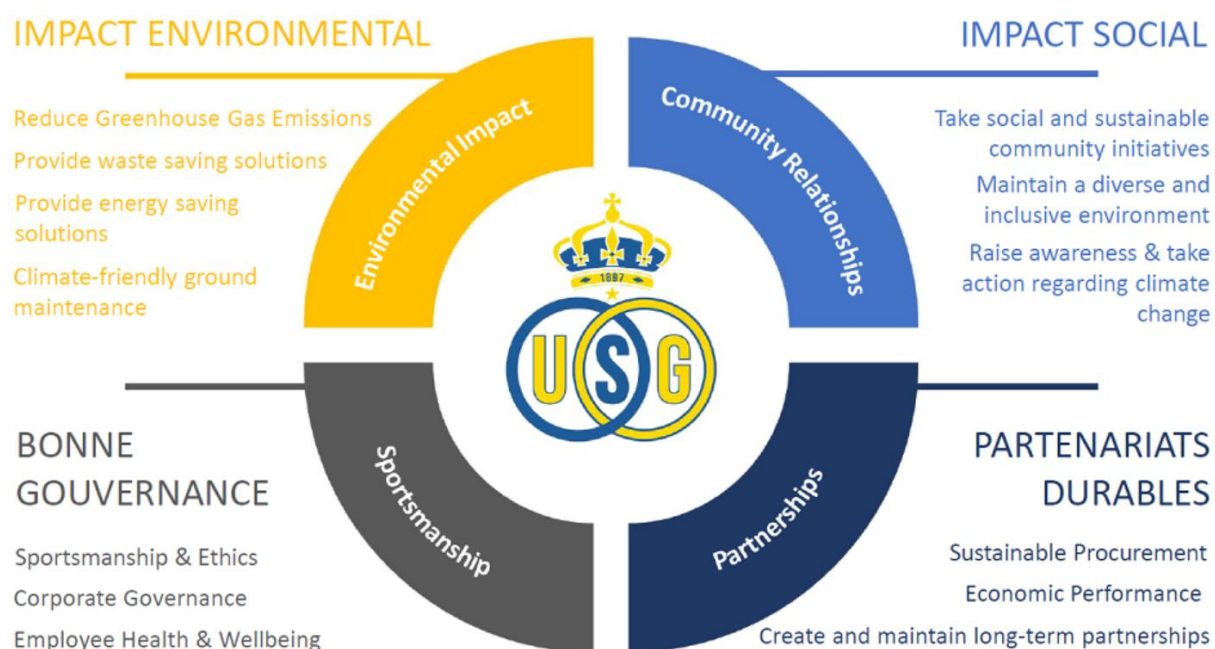 IMPACT ENVIRONMENTAL
Reduce Greenhouse Gas Emissions
Provide waste saving solutions
Provide energy saving
solutions
Climate-friendly ground
maintenance
Environmental Impact
Community Relationships
IMPACT SOCIAL
Take social and sustainable
community initiatives
Maintain a diverse and
inclusive environment
Raise awareness & take
action regarding climate
change
1897
USG
BONNE
GOUVERNANCE
Sportsmanship & Ethics
Corporate Governance
Employee Health & Wellbeing
Sportsmanship
Partnerships
PARTENARIATS
DURABLES
Sustainable Procurement
Economic Performance
Create and maintain long-term partnerships